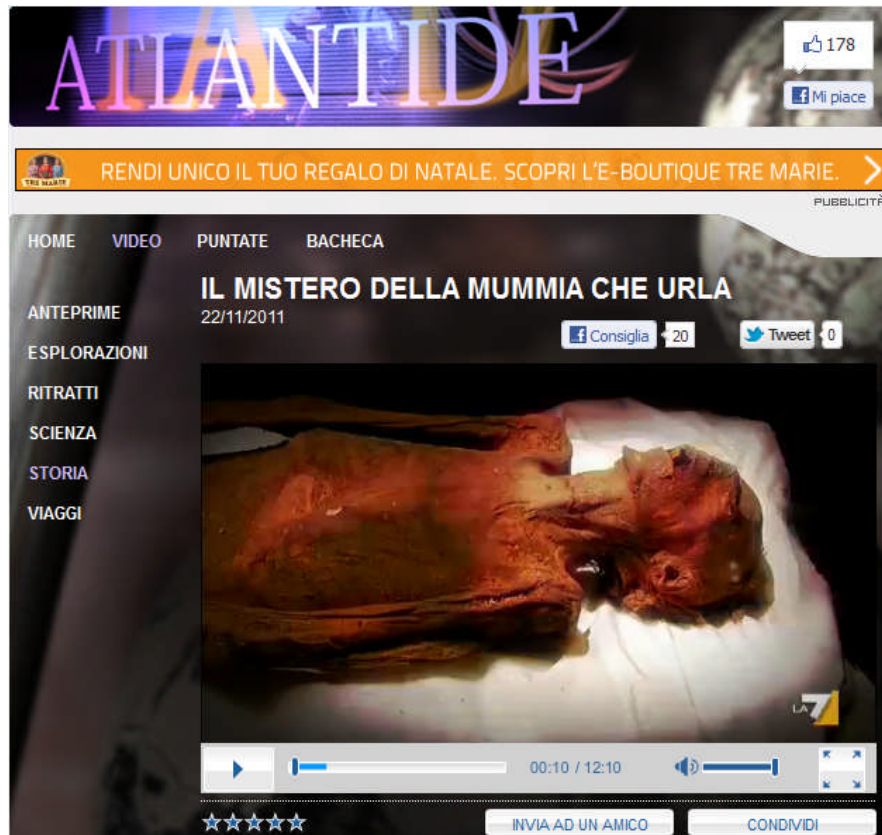 ATLANTIDE
178
Mi piace
TRE MARIE
RENDI UNICO IL TUO REGALO DI NATALE. SCOPRI L'E-BOUTIQUE TRE MARIE.
PUBBLICITÀ
HOME VIDEO PUNTATE BACHECA
IL MISTERO DELLA MUMMIA CHE URLA
22/11/2011
Consiglia 20 Tweet 0
ANTEPRIME
ESPLORAZIONI
RITRATTI
SCIENZA
STORIA
VIAGGI
LA7
00:10 / 12:10
INVIA AD UN AMICO CONDIVIDI